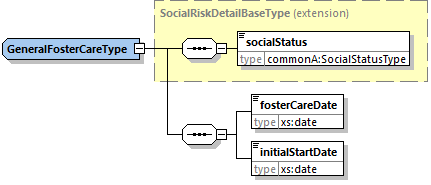 SocialRiskDetailBaseType (extension)
GeneralFosterCareType
socialStatus
type commonA:SocialStatusType
fosterCareDate
type xs:date
initialStartDate
type xs:date